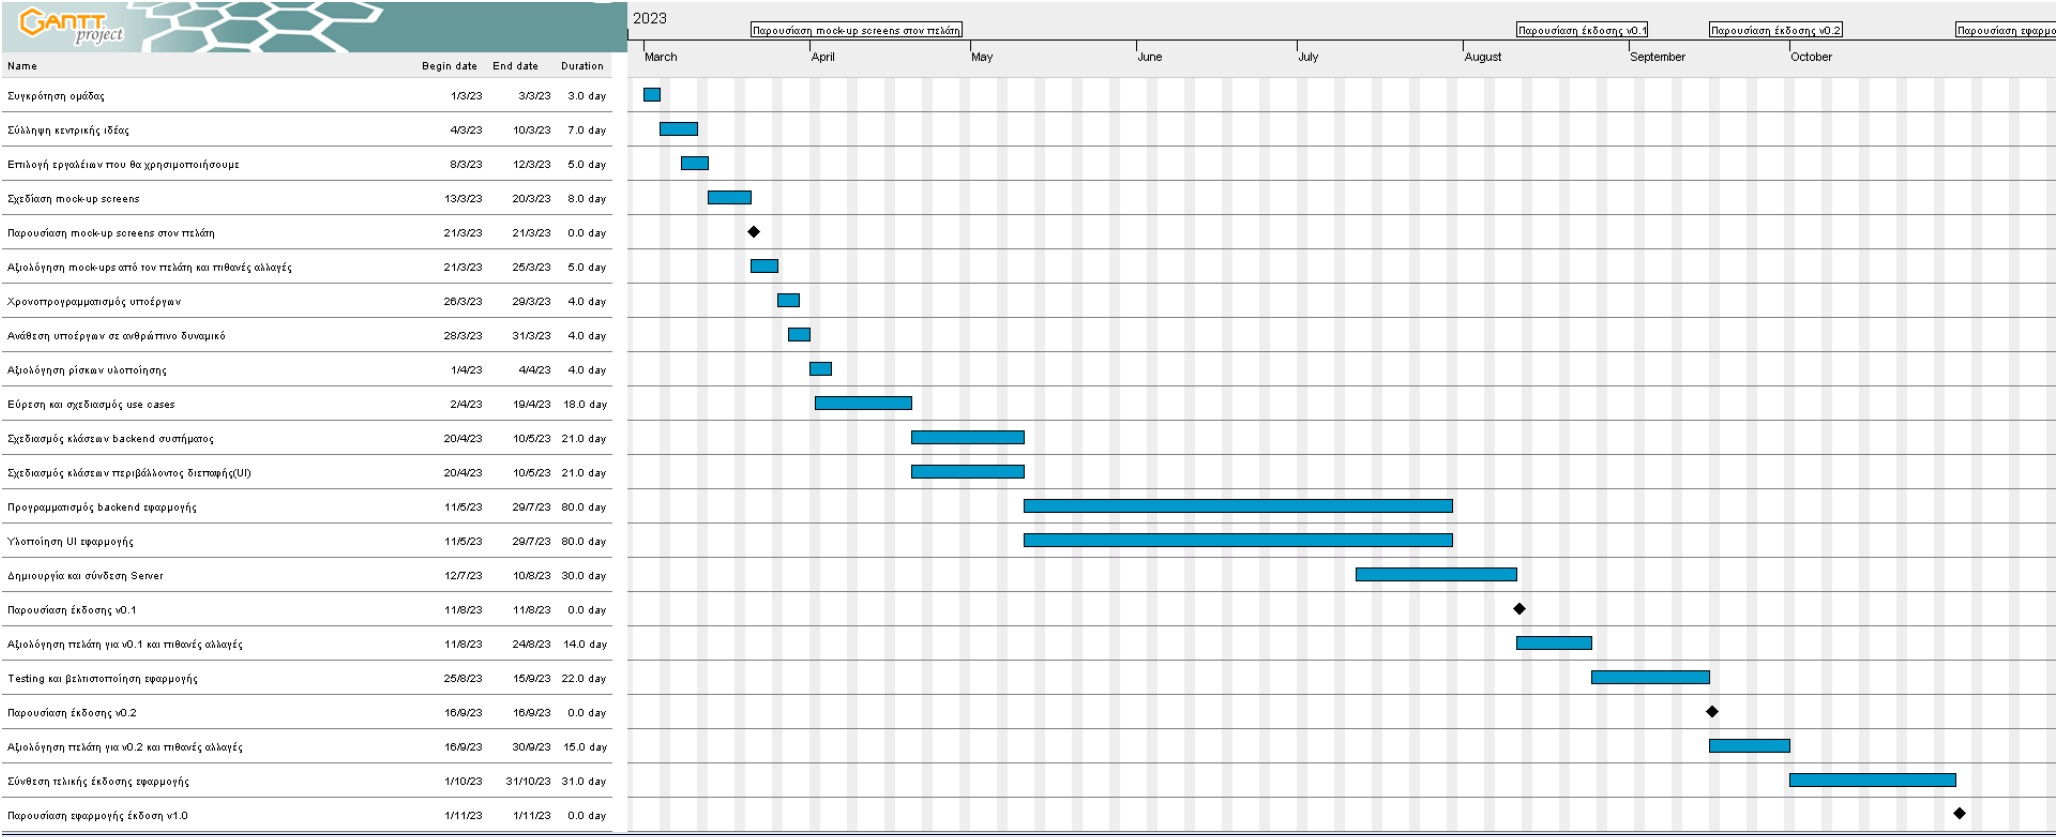 GANTT
project
2023
Παρουσίαση mock-up screens στον πελάτη
Παρουσίαση έκδοσης v0.1
Παρουσίαση έκδοσης v0.2
Παρουσίαση εφαρμο
March April May June July August September October
Name Begin date End date Duration
Συγκρότηση ομάδας 1/3/23 3/3/23 3.0 day
Σύλληψη κεντρικής ιδέας 4/3/23 10/3/23 7.0 day
Επιλογή εργαλέιων που θα χρησιμοποιήσουμε 8/3/23 12/3/23 5.0 day
Σχεδίαση mock-up screens 13/3/23 20/3/23 8.0 day
Παρουσίαση mock-up screens στον πελάτη 21/3/23 21/3/23 0.0 day
Αξιολόγηση mock-ups από τον πελάτη και πιθανές αλλαγές 21/3/23 25/3/23 5.0 day
Χρονοπρογραμματισμός υποέργων 26/3/23 29/3/23 4.0 day
Ανάθεση υποέργων σε ανθρώπινο δυναμικό 28/3/23 31/3/23 4.0 day
Αξιολόγηση ρίσκων υλοποίησης 1/4/23 4/4/23 4.0 day
Εύρεση και σχεδιασμός use cases 2/4/23 19/4/23 18.0 day
Σχεδιασμός κλάσεων backend συστήματος 20/4/23 10/5/23 21.0 day
Σχεδιασμός κλάσεων περιβάλλοντος διεπαφής(UI) 20/4/23 10/5/23 21.0 day
Προγραμματισμός backend εφαρμογής 11/5/23 29/7/23 80.0 day
Υλοποίηση UI εφαρμογής 11/5/23 29/7/23 80.0 day
Δημιουργία και σύνδεση Server 12/7/23 10/8/23 30.0 day
Παρουσίαση έκδοσης v0.1 11/8/23 11/8/23 0.0 day
Αξιολόγηση πελάτη για v0.1 και πιθανές αλλαγές 11/8/23 24/8/23 14.0 day
Testing και βελτιστοποίηση εφαρμογής 25/8/23 15/9/23 22.0 day
Παρουσίαση έκδοσης v0.2 16/9/23 16/9/23 0.0 day
Αξιολόγηση πελάτη για v0.2 και πιθανές αλλαγές 16/9/23 30/9/23 15.0 day
Σύνθεση τελικής έκδοσης εφαρμογής 1/10/23 31/10/23 31.0 day
Παρουσίαση εφαρμογής έκδοση v1.0 1/11/23 1/11/23 0.0 day